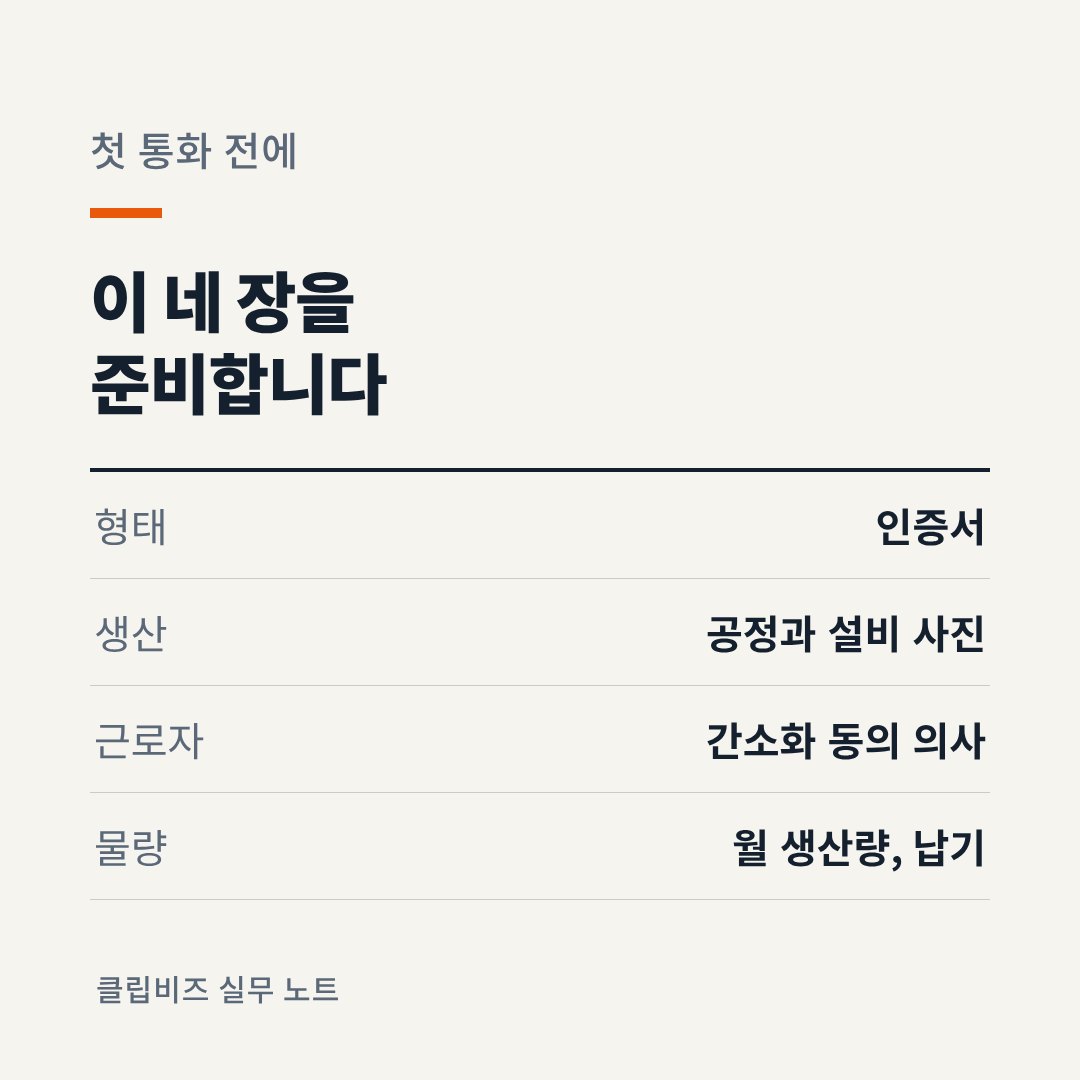 첫 통화 전에
이 네 장을
준비합니다
형태 인증서
생산 공정과 설비 사진
근로자 간소화 동의 의사
물량 월 생산량, 납기
클립비즈 실무 노트